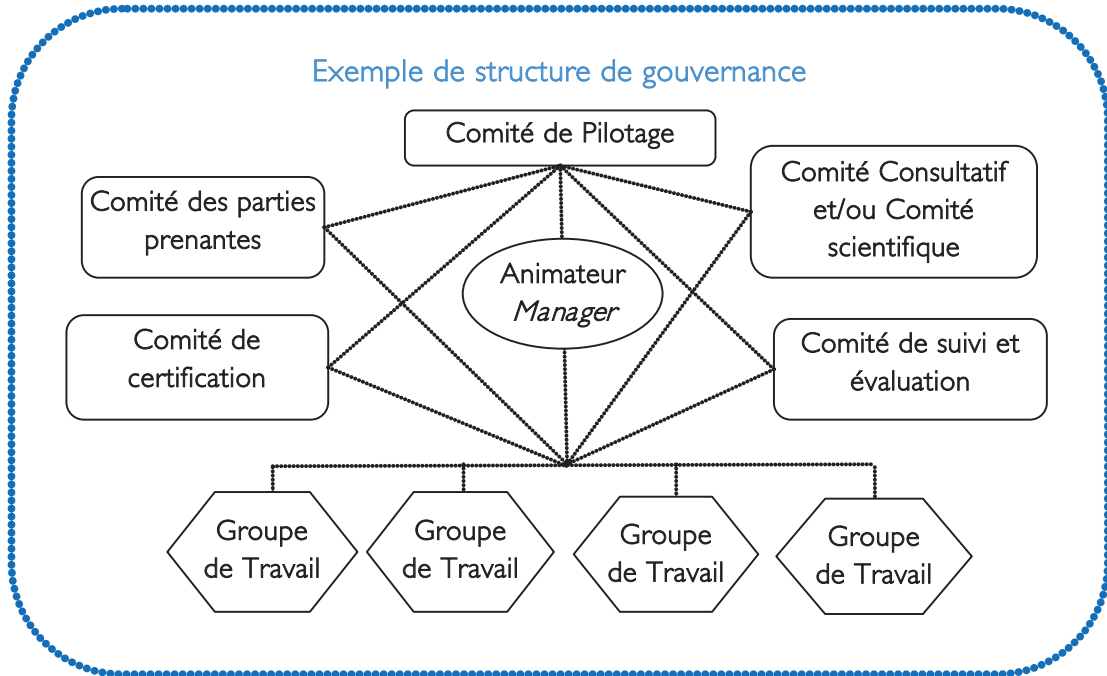 Exemple de structure de gouvernance
Comité de Pilotage
Comité des parties
prenantes
Comité Consultatif
et/ou Comité
scientifique
Animateur
Manager
Comité de
certification
Comité de suivi et
évaluation
Groupe
de Travail
Groupe
de Travail
Groupe
de Travail
Groupe
de Travail